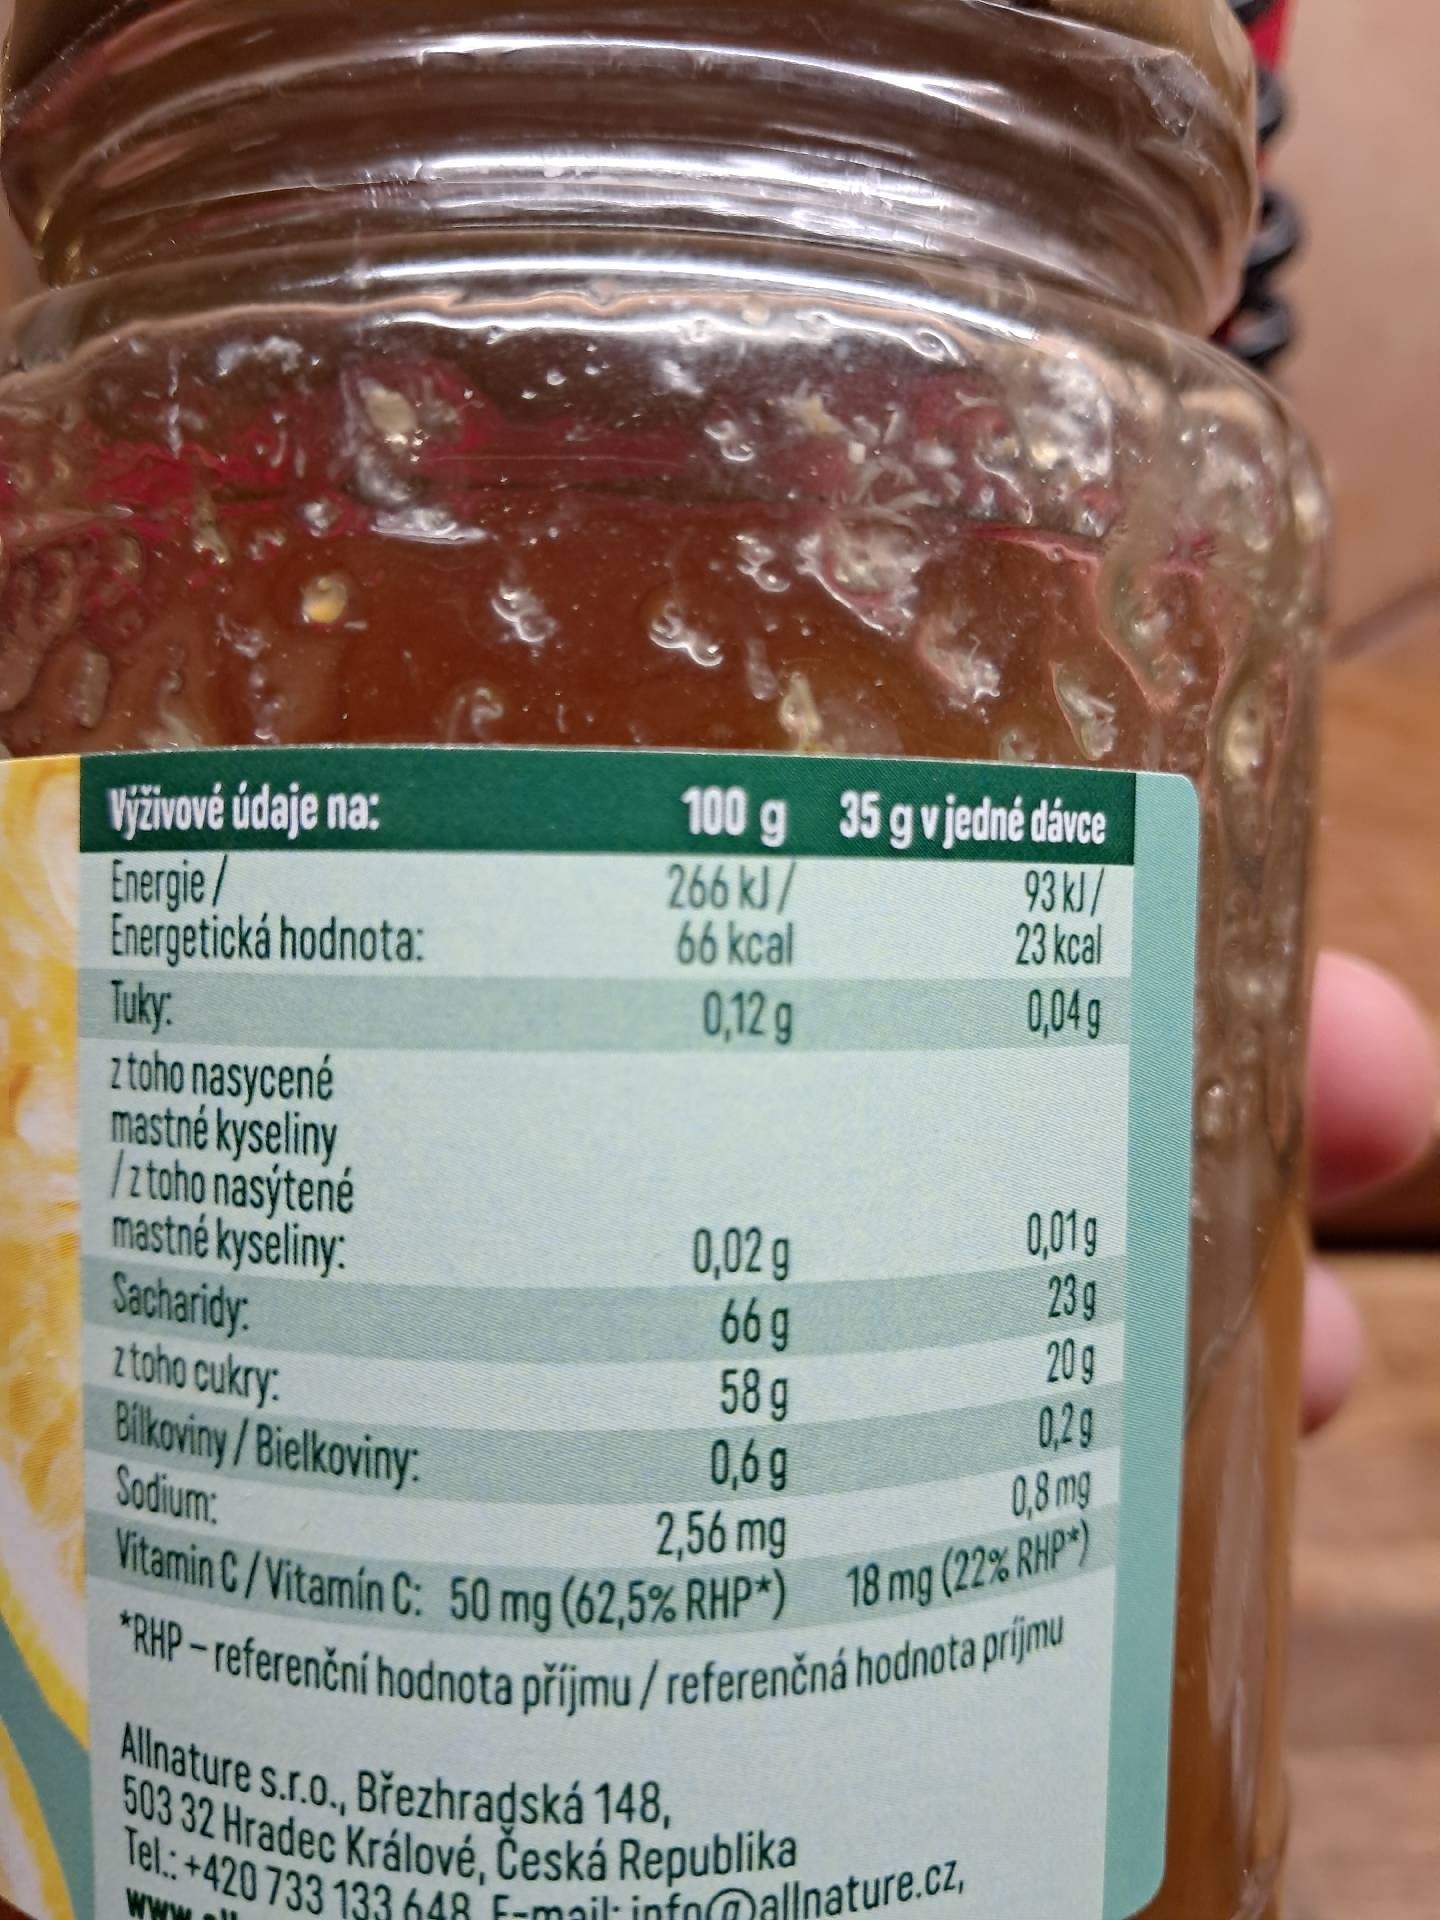 Výživové údaje na: 100 g 35 g v jedné dávce
Energie / 266 kJ / 93 kJ /
Energetická hodnota: 66 kcal 23 kcal
Tuky: 0,12 g 0,04 g
z toho nasycené
mastné kyseliny
/ z toho nasýtené
mastné kyseliny: 0,02 g 0,01 g
Sacharidy: 66 g 23 g
z toho cukry: 58 g 20 g
Bílkoviny / Bielkoviny: 0,6 g 0,2 g
Sodium: 2,56 mg 0,8 mg
Vitamin C / Vitamín C: 50 mg (62,5% RHP*) 18 mg (22% RHP*)
*RHP – referenční hodnota příjmu / referenčná hodnota príjmu
Allnature s.r.o., Březhradská 148,
503 32 Hradec Králové, Česká Republika
Tel.: +420 733 133 648, E-mail: info@allnature.cz,